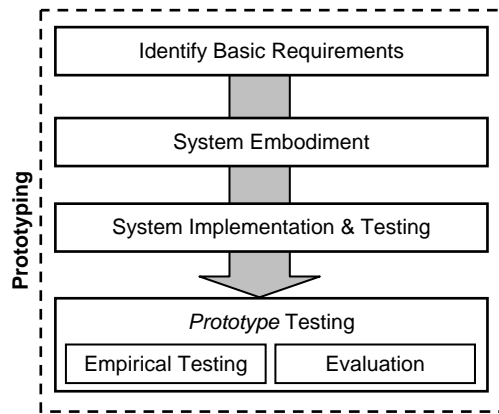 Prototyping
Identify Basic Requirements
System Embodiment
System Implementation & Testing
Prototype Testing
Empirical Testing
Evaluation